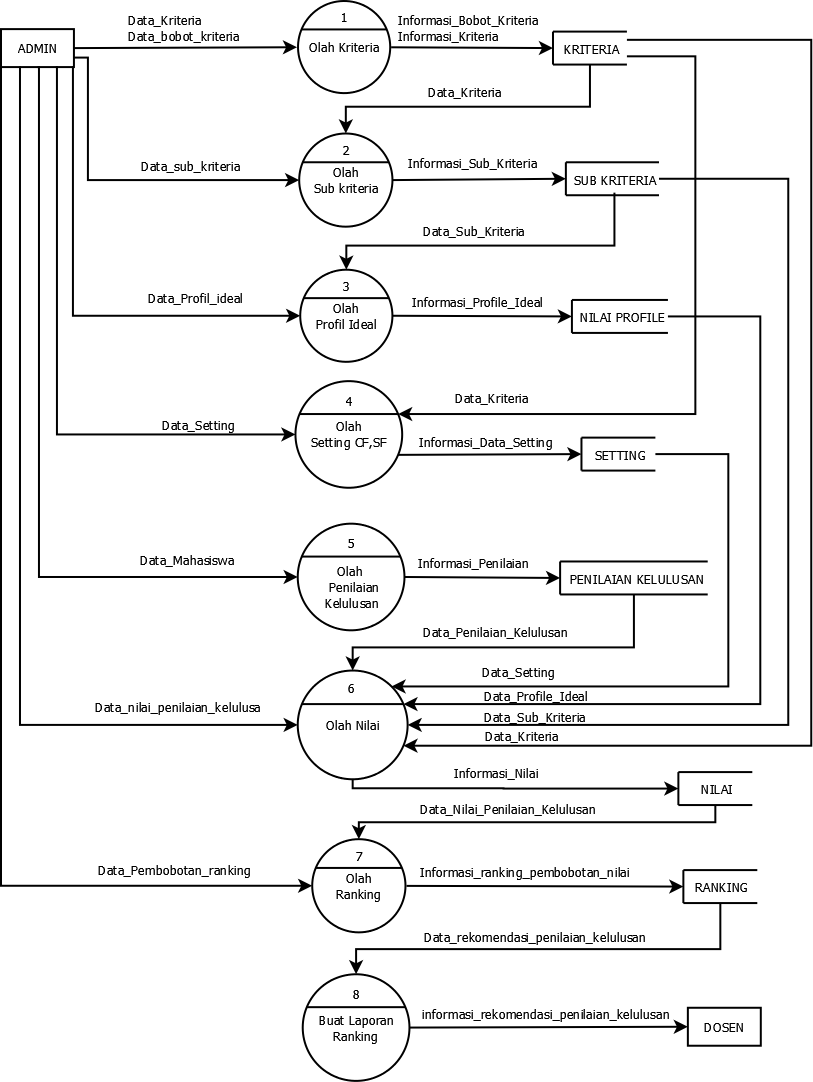 Data_Kriteria
Data_bobot_kriteria
1
Olah Kriteria
Informasi_Bobot_Kriteria
Informasi_Kriteria
ADMIN
KRITERIA
Data_Kriteria
2
Olah
Sub kriteria
Data_sub_kriteria
Informasi_Sub_Kriteria
SUB KRITERIA
Data_Sub_Kriteria
3
Olah
Profil Ideal
Data_Profil_ideal
Informasi_Profile_Ideal
NILAI PROFILE
4
Olah
Setting CF,SF
Data_Kriteria
Data_Setting
Informasi_Data_Setting
SETTING
5
Olah
Penilaian
Kelulusan
Data_Mahasiswa
Informasi_Penilaian
PENILAIAN KELULUSAN
Data_Penilaian_Kelulusan
Data_Setting
6
Olah Nilai
Data_Profile_Ideal
Data_nilai_penilaian_kelulusa
Data_Sub_Kriteria
Data_Kriteria
Informasi_Nilai
NILAI
Data_Nilai_Penilaian_Kelulusan
7
Olah
Ranking
Data_Pembobotan_ranking
Informasi_ranking_pembobotan_nilai
RANKING
Data_rekomendasi_penilaian_kelulusan
8
Buat Laporan
Ranking
informasi_rekomendasi_penilaian_kelulusan
DOSEN